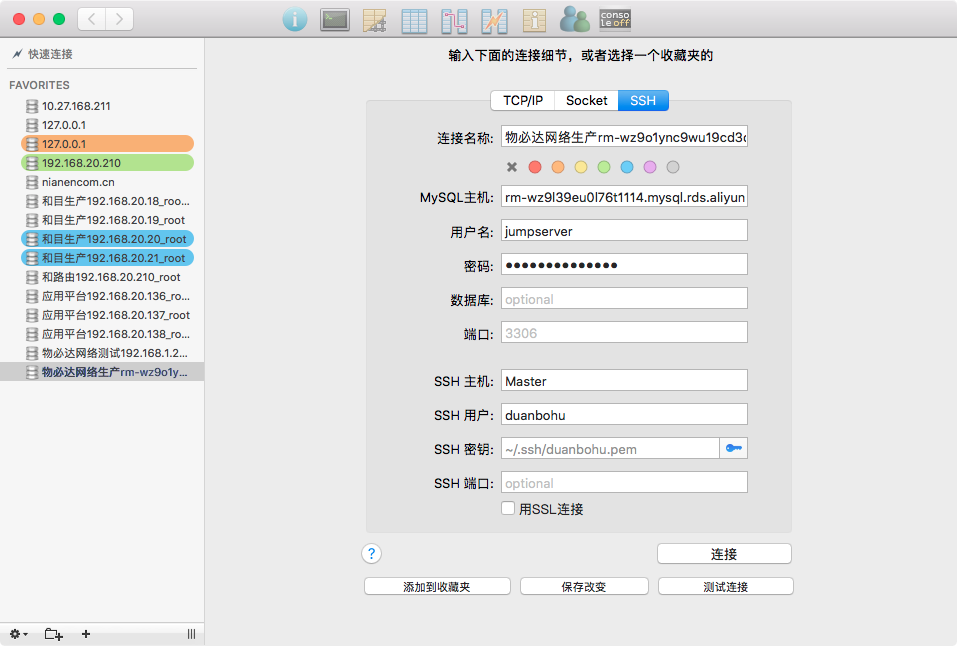 conso
le off
快速连接
FAVORITES
10.27.168.211
127.0.0.1
127.0.0.1
192.168.20.210
nianencom.cn
和目生产192.168.20.18_roo...
和目生产192.168.20.19_root
和目生产192.168.20.20_root
和目生产192.168.20.21_root
和路由192.168.20.210_root
应用平台192.168.20.136_ro...
应用平台192.168.20.137_root
应用平台192.168.20.138_ro...
物必达网络测试192.168.1.2...
物必达网络生产rm-wz9o1y...
输入下面的连接细节，或者选择一个收藏夹的
TCP/IP Socket SSH
连接名称: 物必达网络生产rm-wz9o1ync9wu19cd3c
MySQL主机: rm-wz9l39eu0l76t1114.mysql.rds.aliyun
用户名: jumpserver
密码: ●●●●●●●●●●●●●●
数据库: optional
端口: 3306
SSH 主机: Master
SSH 用户: duanbohu
SSH 密钥: ~/.ssh/duanbohu.pem
SSH 端口: optional
用SSL连接
? 连接
添加到收藏夹 保存改变 测试连接